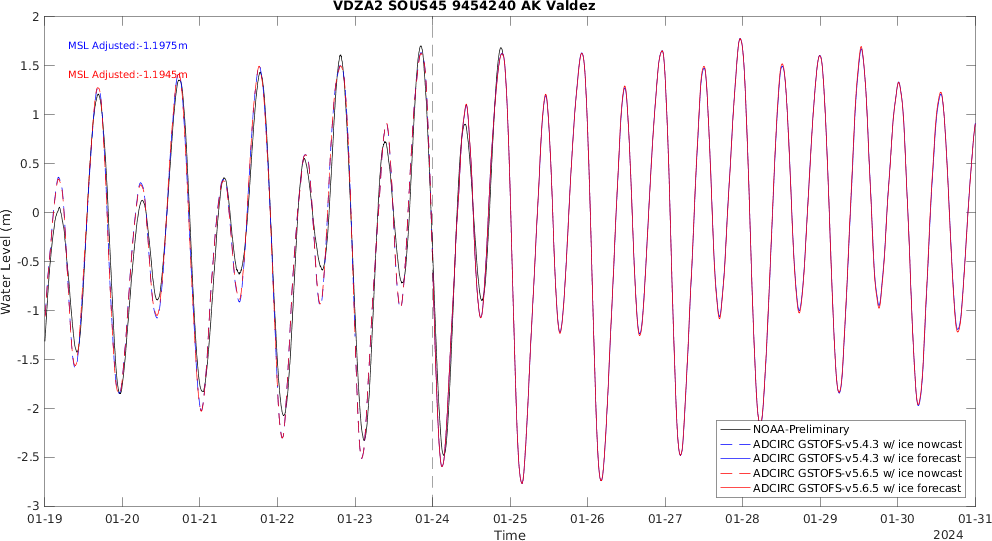 VDZA2 SOUS45 9454240 AK Valdez
MSL Adjusted:-1.1975m
MSL Adjusted:-1.1945m
Water Level (m)
2
1.5
1
0.5
0
-0.5
-1
-1.5
-2
-2.5
-3
NOAA-Preliminary
ADCIRC GSTOFS-v5.4.3 w/ ice nowcast
ADCIRC GSTOFS-v5.4.3 w/ ice forecast
ADCIRC GSTOFS-v5.6.5 w/ ice nowcast
ADCIRC GSTOFS-v5.6.5 w/ ice forecast
01-19 01-20 01-21 01-22 01-23 01-24 01-25 01-26 01-27 01-28 01-29 01-30 01-31
Time
2024